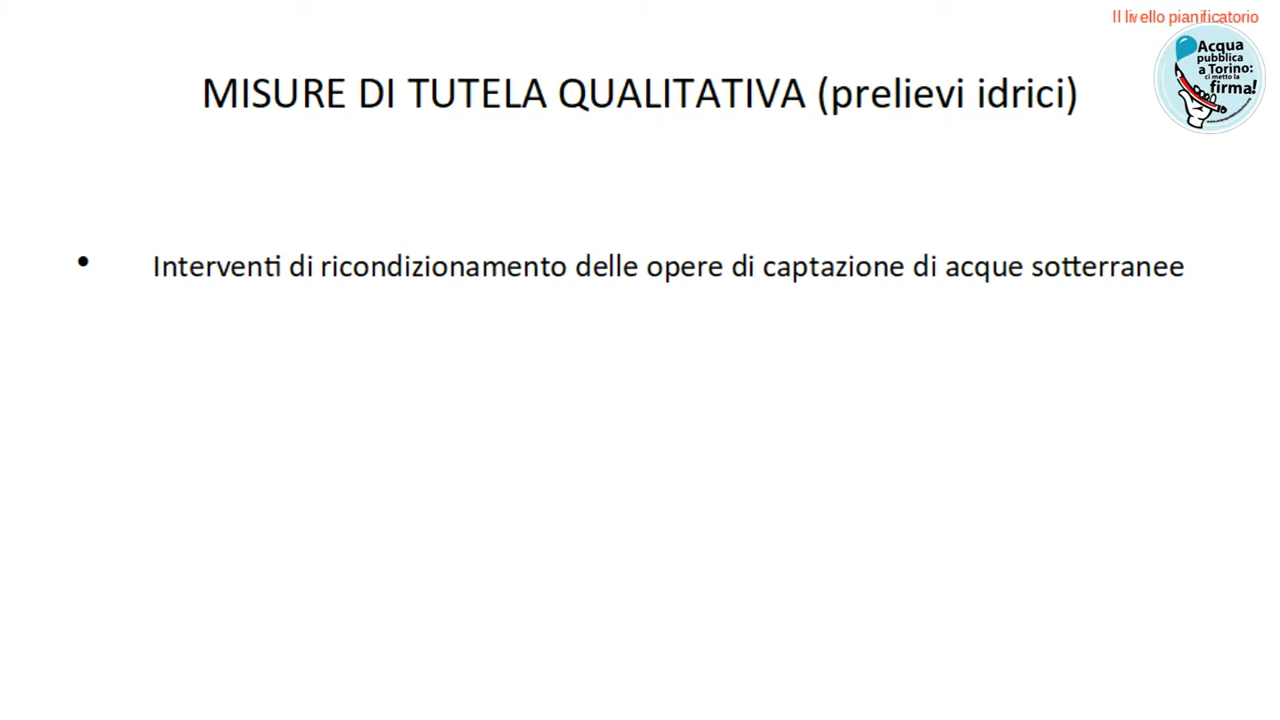 Il livello pianificatorio
Acqua
pubblica
a Torino:
ci metto la
firma!
MISURE DI TUTELA QUALITATIVA (prelievi idrici)
• Interventi di ricondizionamento delle opere di captazione di acque sotterranee